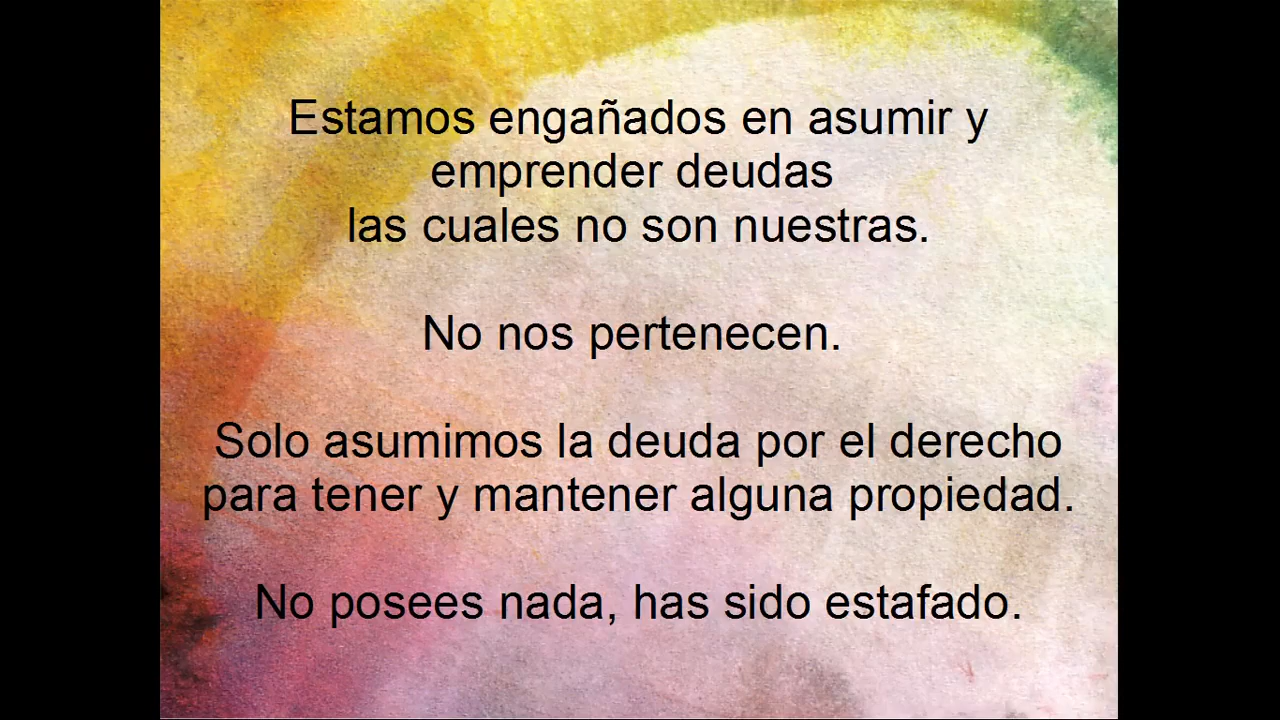 Estamos engañados en asumir y
emprender deudas
las cuales no son nuestras.
No nos pertenecen.
Solo asumimos la deuda por el derecho
para tener y mantener alguna propiedad.
No posees nada, has sido estafado.